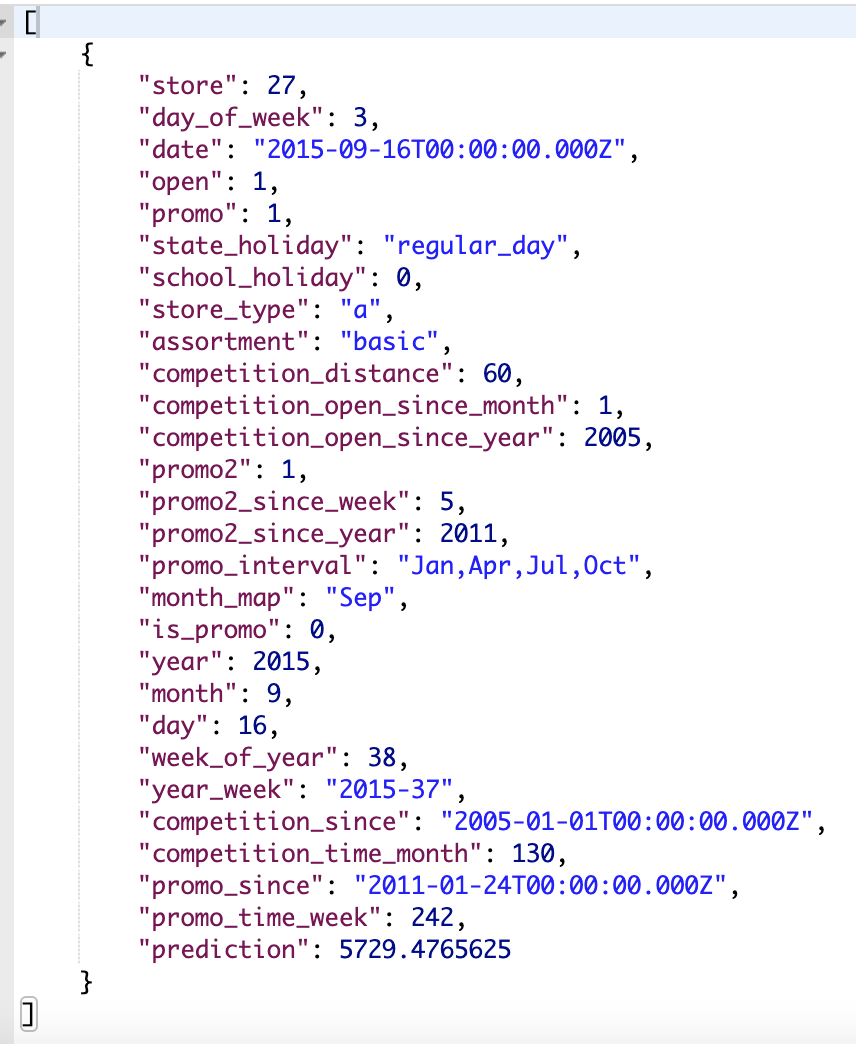 [
{
"store": 27,
"day_of_week": 3,
"date": "2015-09-16T00:00:00.000Z",
"open": 1,
"promo": 1,
"state_holiday": "regular_day",
"school_holiday": 0,
"store_type": "a",
"assortment": "basic",
"competition_distance": 60,
"competition_open_since_month": 1,
"competition_open_since_year": 2005,
"promo2": 1,
"promo2_since_week": 5,
"promo2_since_year": 2011,
"promo_interval": "Jan,Apr,Jul,Oct",
"month_map": "Sep",
"is_promo": 0,
"year": 2015,
"month": 9,
"day": 16,
"week_of_year": 38,
"year_week": "2015-37",
"competition_since": "2005-01-01T00:00:00.000Z",
"competition_time_month": 130,
"promo_since": "2011-01-24T00:00:00.000Z",
"promo_time_week": 242,
"prediction": 5729.4765625
}
]